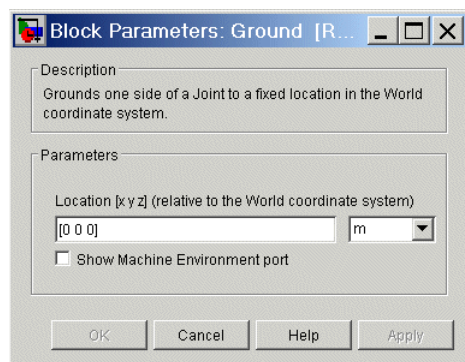 Block Parameters: Ground [R...
Description
Grounds one side of a Joint to a fixed location in the World
coordinate system.
Parameters
Location [x y z] (relative to the World coordinate system)
[0 0 0]
m
Show Machine Environment port
OK
Cancel
Help
Apply